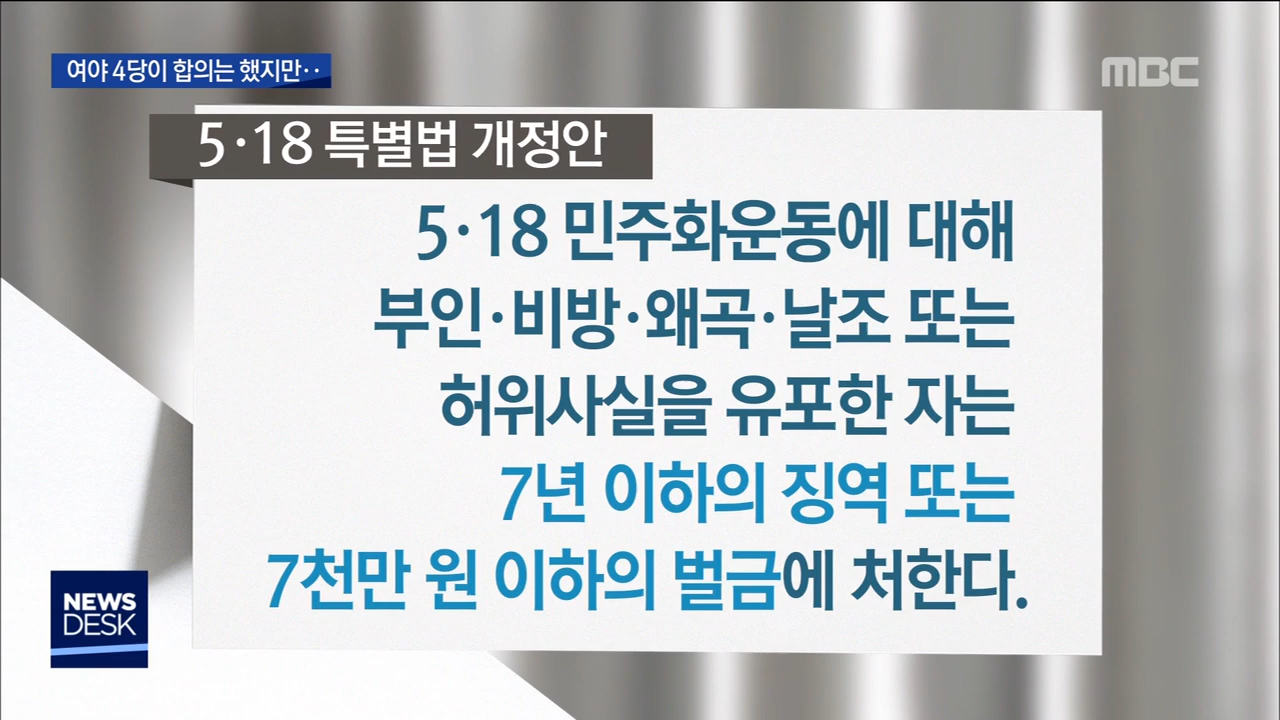 여야 4당이 합의는 했지만‥
MBC
5·18 특별법 개정안
5·18 민주화운동에 대해
부인·비방·왜곡·날조 또는
허위사실을 유포한 자는
7년 이하의 징역 또는
7천만 원 이하의 벌금에 처한다.
NEWS
DESK